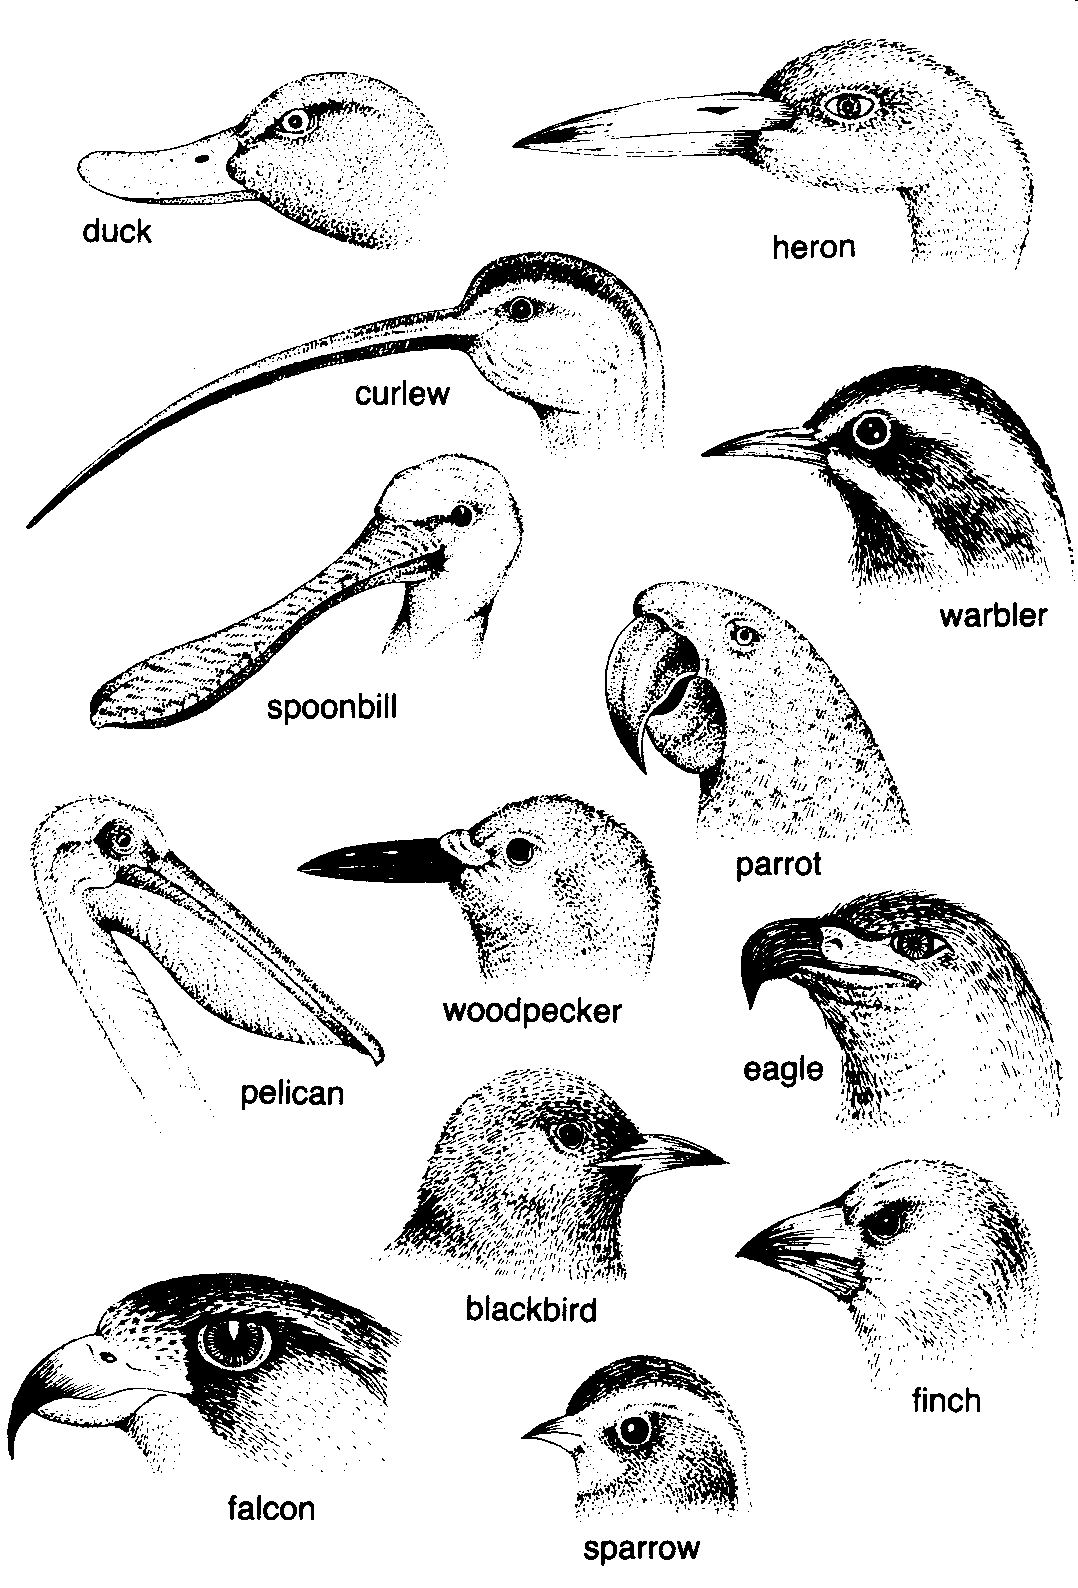 duck
heron
curlew
warbler
spoonbill
parrot
woodpecker
eagle
pelican
blackbird
finch
falcon
sparrow